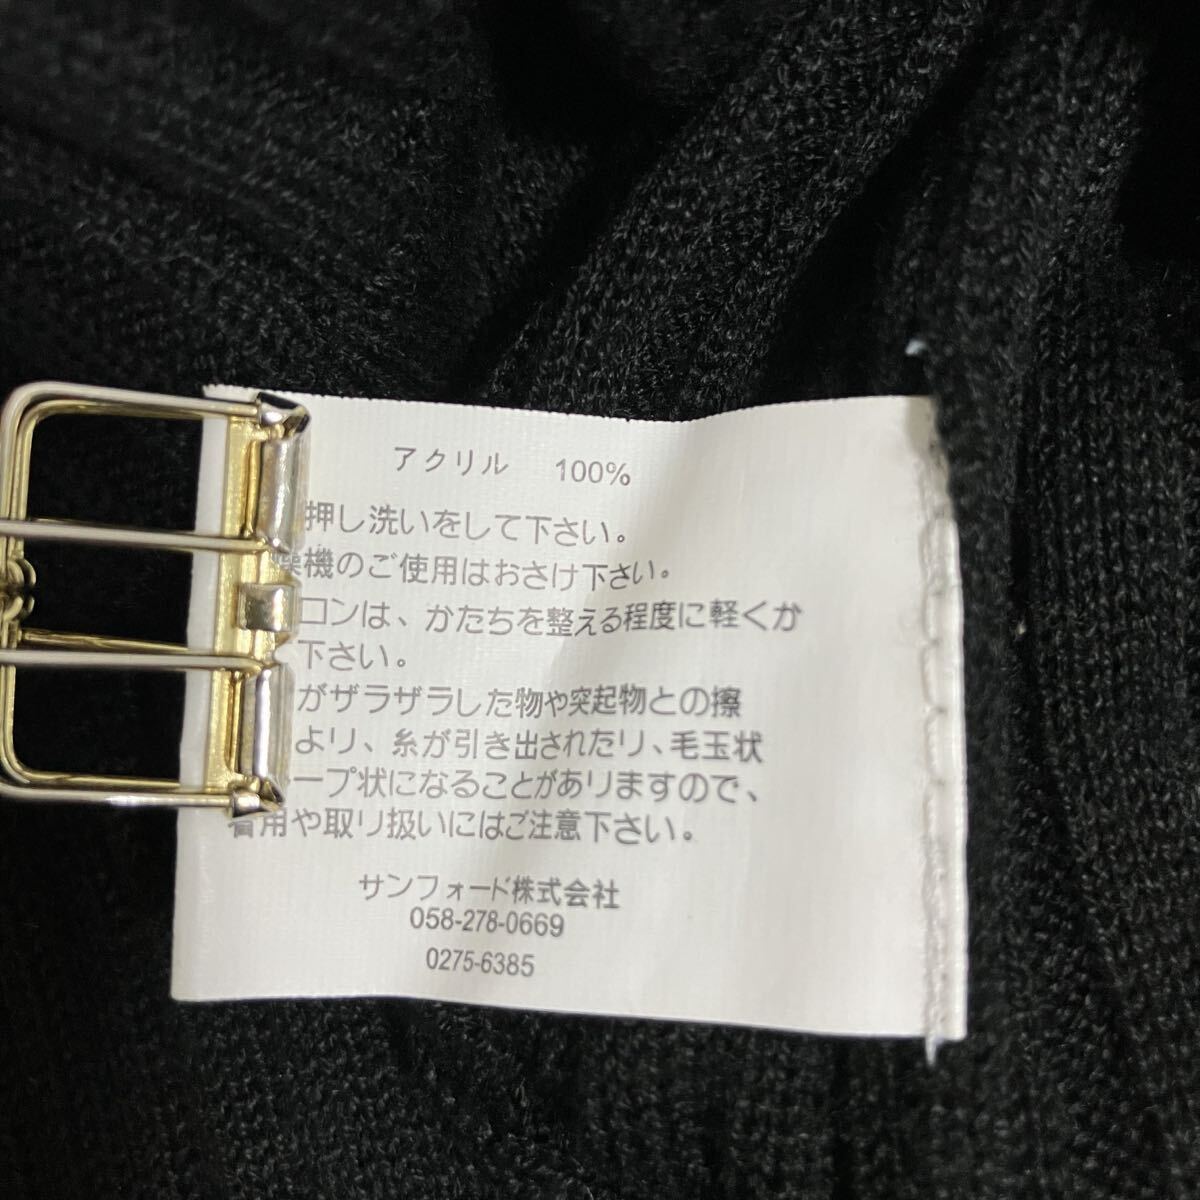 アクリル 100%
押し洗いをして下さい。
燥機のご使用はおさけ下さい。
コンは、かたちを整える程度に軽くか
下さい。
がザラザラした物や突起物との擦
より、糸が引き出されたり、毛玉状
ープ状になることがありますので、
着用や取り扱いにはご注意下さい。
サンフォード株式会社
058-278-0669
0275-6385